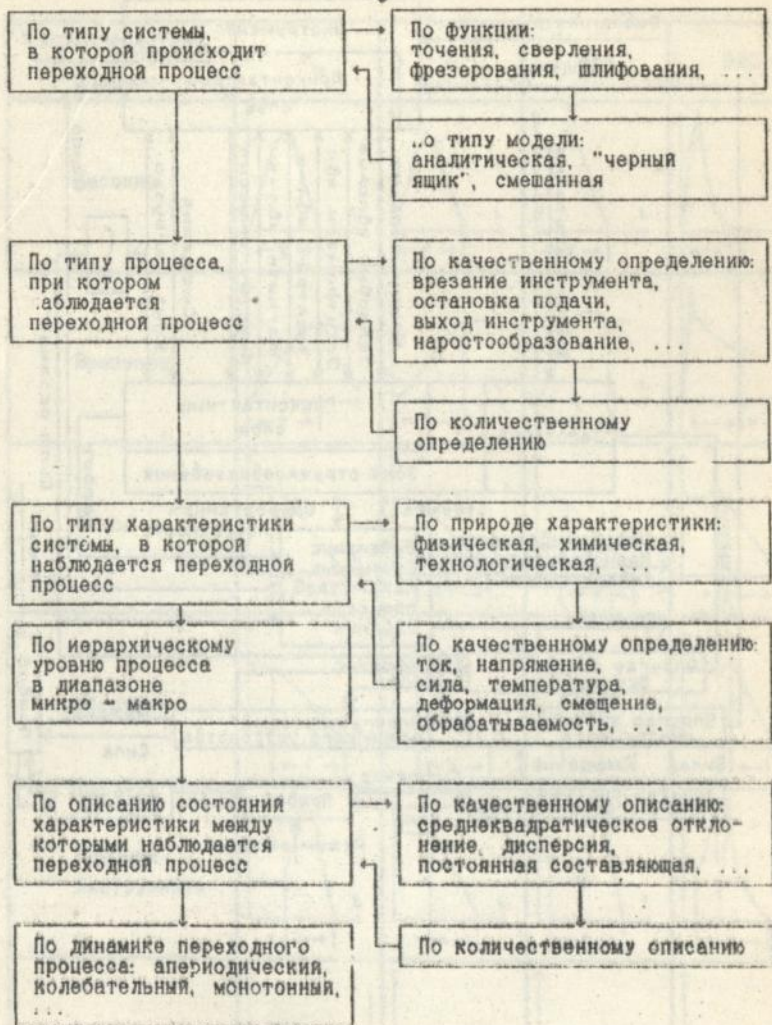 По типу системы,
в которой происходит
переходной процесс
По функции:
точения, сверления,
фрезерования, шлифования, ...
..о типу модели:
аналитическая, "черный
ящик", смешанная
По типу процесса,
при котором
.аблюдается
переходной процесс
По качественному определению:
врезание инструмента,
остановка подачи,
выход инструмента,
наростообразование, ...
По количественному
определению
По типу характеристики
системы, в которой
наблюдается переходной
процесс
По природе характеристики:
физическая, химическая,
технологическая, ...
По иерархическому
уровню процесса
в диапазоне
микро - макро
По качественному определению:
ток, напряжение,
сила, температура,
деформация, смещение,
обрабатываемость, ...
По описанию состояний
характеристики между
которыми наблюдается
переходной процесс
По качественному описанию:
среднеквадратическое откло-
нение, дисперсия,
постоянная составляющая, ...
По динамике переходного
процесса: апериодический,
колебательный, монотонный,
...
По количественному описанию